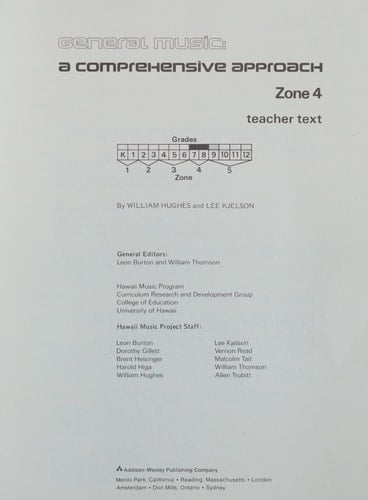 General music:
a comprehensive approach
Zone 4
teacher text
Grades
K 1 2 3 4 5 6 7 8 9 10 11 12
1 2 3 4 5
Zone
By WILLIAM HUGHES and LEE KJELSON
General Editors:
Leon Burton and William Thomson
Hawaii Music Program
Curriculum Research and Development Group
College of Education
University of Hawaii
Hawaii Music Project Staff:
Leon Burton
Dorothy Gillett
Brent Heisinger
Harold Higa
William Hughes
Lee Kjelson
Vernon Read
Malcolm Tait
William Thomson
Allen Trubitt
Addison-Wesley Publishing Company
Menlo Park, California • Reading, Massachusetts • London
Amsterdam • Don Mills, Ontario • Sydney